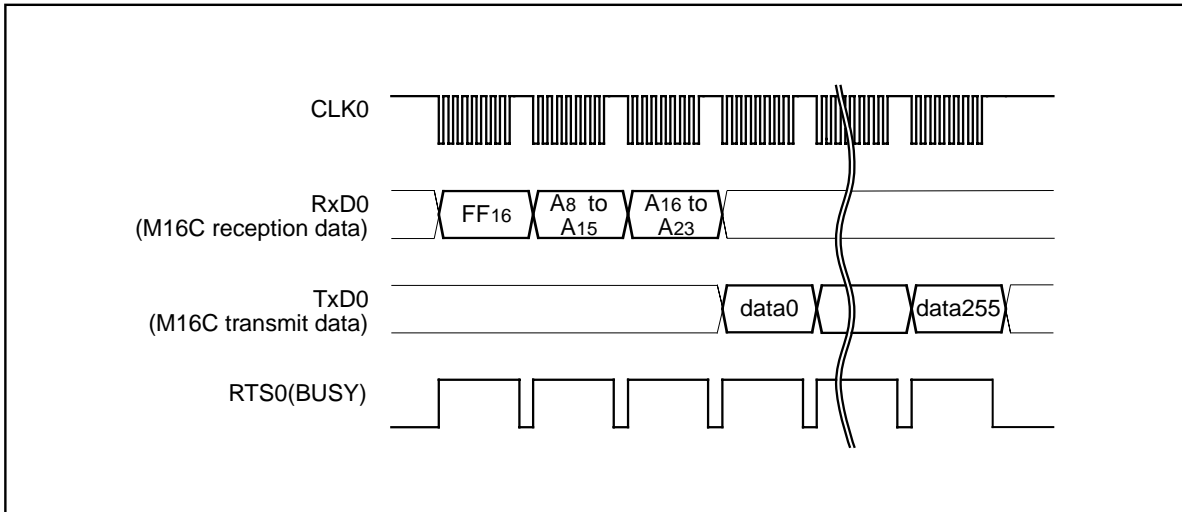 CLK0
RxD0
(M16C reception data)
FF16
A8 to
A15
A16 to
A23
TxD0
(M16C transmit data)
data0
data255
RTS0(BUSY)